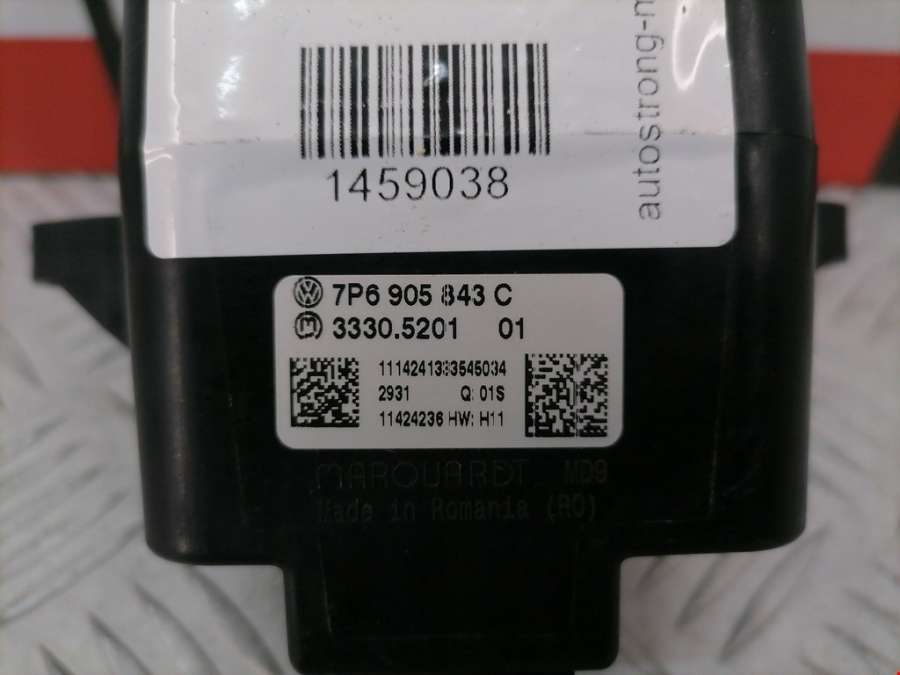 1459038
autostrong-m
7P6 905 843 C
3330.5201 01
1114241383545034
2931 Q: 01S
11424236 HW: H11
MARQUARDT MD9
Made in Romania (RO)